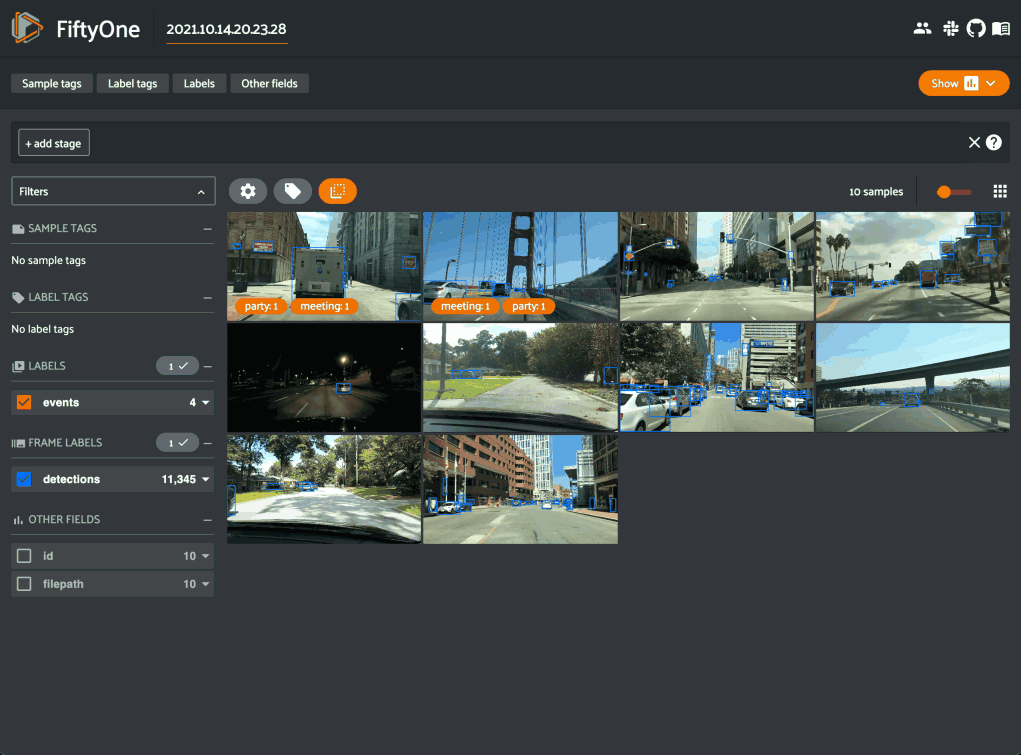 FiftyOne
2021.10.14.20.23.28
Sample tags
Label tags
Labels
Other fields
Show
+ add stage
Filters
10 samples
SAMPLE TAGS
No sample tags
LABEL TAGS
No label tags
LABELS
1
events
4
FRAME LABELS
1
detections
11,345
OTHER FIELDS
id
10
filepath
10
party: 1
meeting: 1
meeting: 1
party: 1